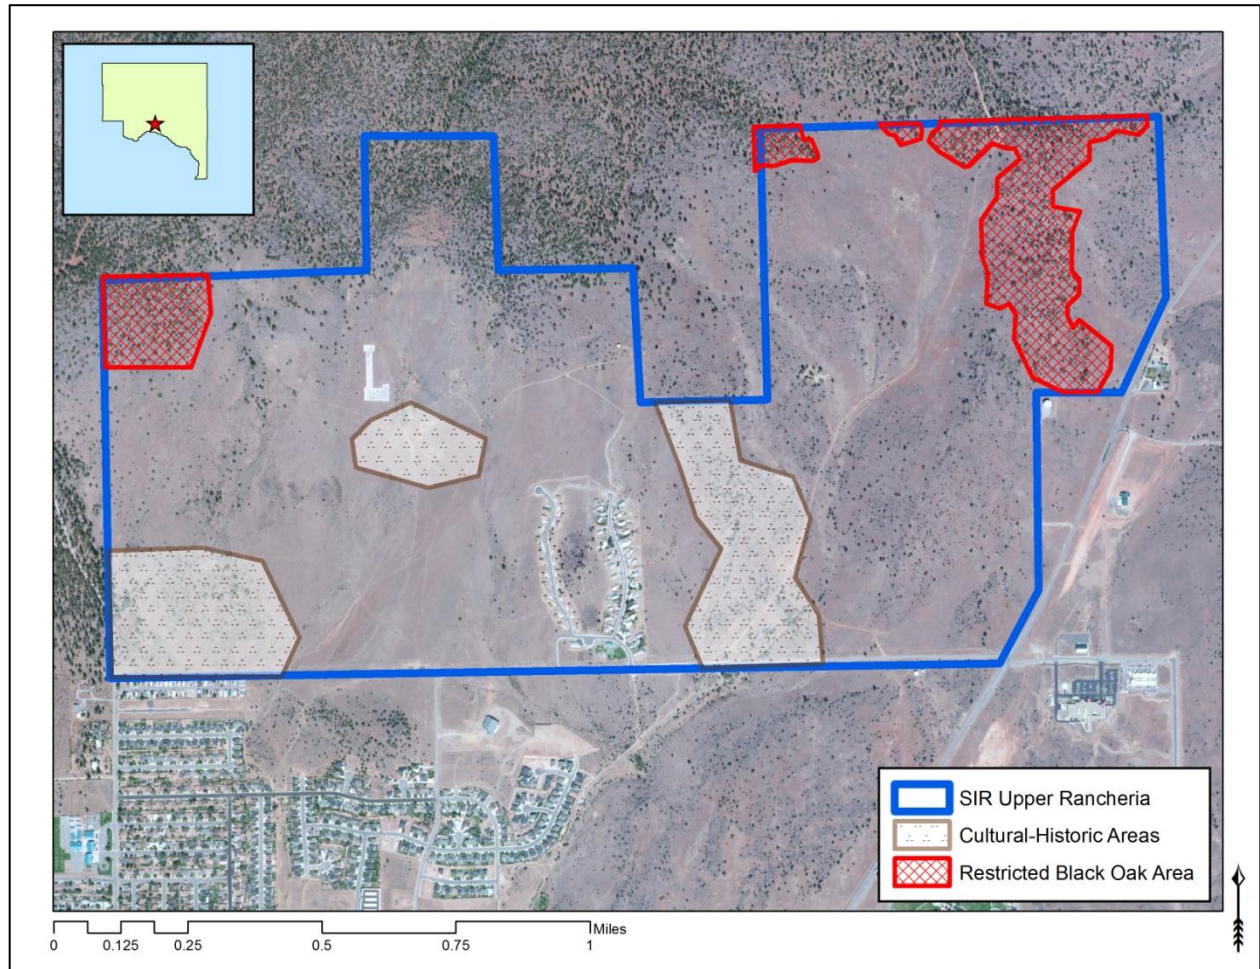 SIR Upper Rancheria
Cultural-Historic Areas
Restricted Black Oak Area
Miles
0 0.125 0.25 0.5 0.75 1